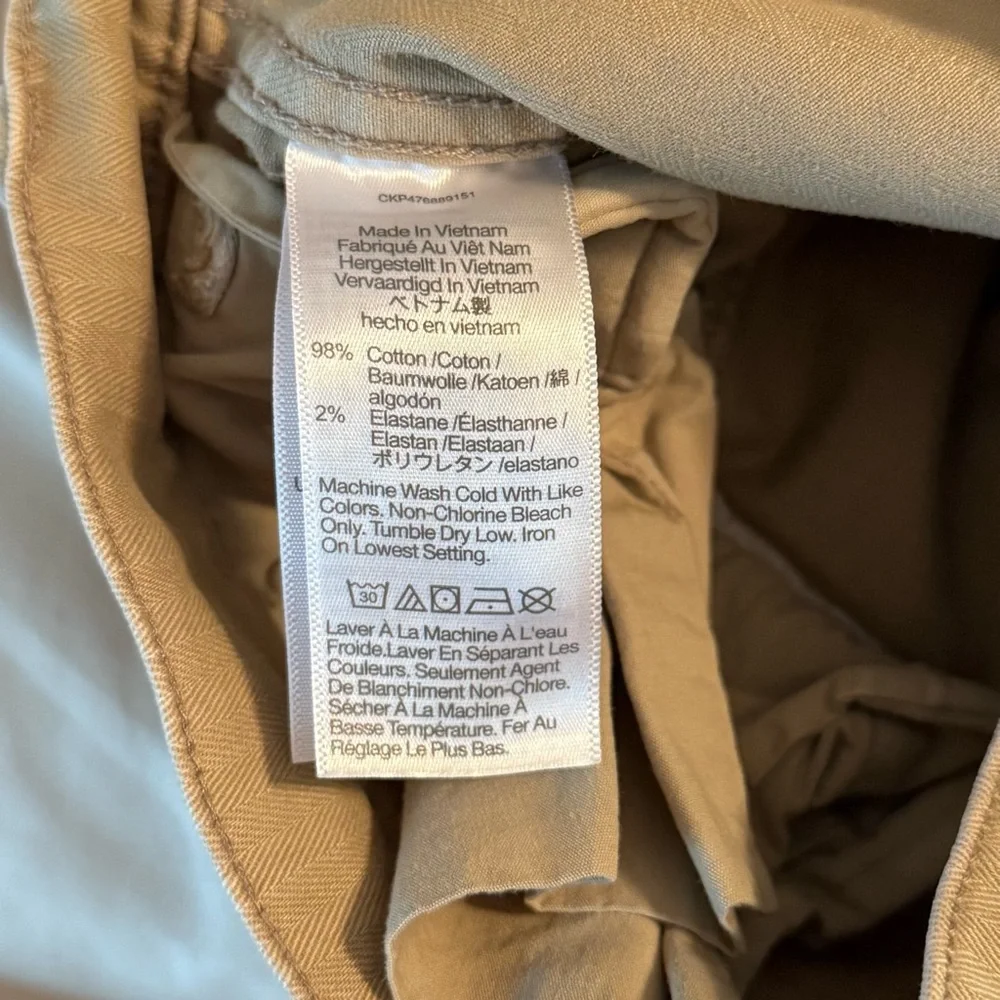 Made In Vietnam
Fabriqué Au Viêt Nam
Hergestellt In Vietnam
Vervaardigd In Vietnam
ベトナム製
hecho en vietnam
98% Cotton /Coton /
Baumwolle /Katoen /綿 /
algodón
2% Elastane /Élasthanne /
Elastan /Elastaan /
ポリウレタン /elastano
Machine Wash Cold With Like
Colors. Non-Chlorine Bleach
Only. Tumble Dry Low. Iron
On Lowest Setting.
30
Laver À La Machine À L'eau
Froide.Laver En Séparant Les
Couleurs. Seulement Agent
De Blanchiment Non-Chlore.
Sécher À La Machine À
Basse Température. Fer Au
Réglage Le Plus Bas.